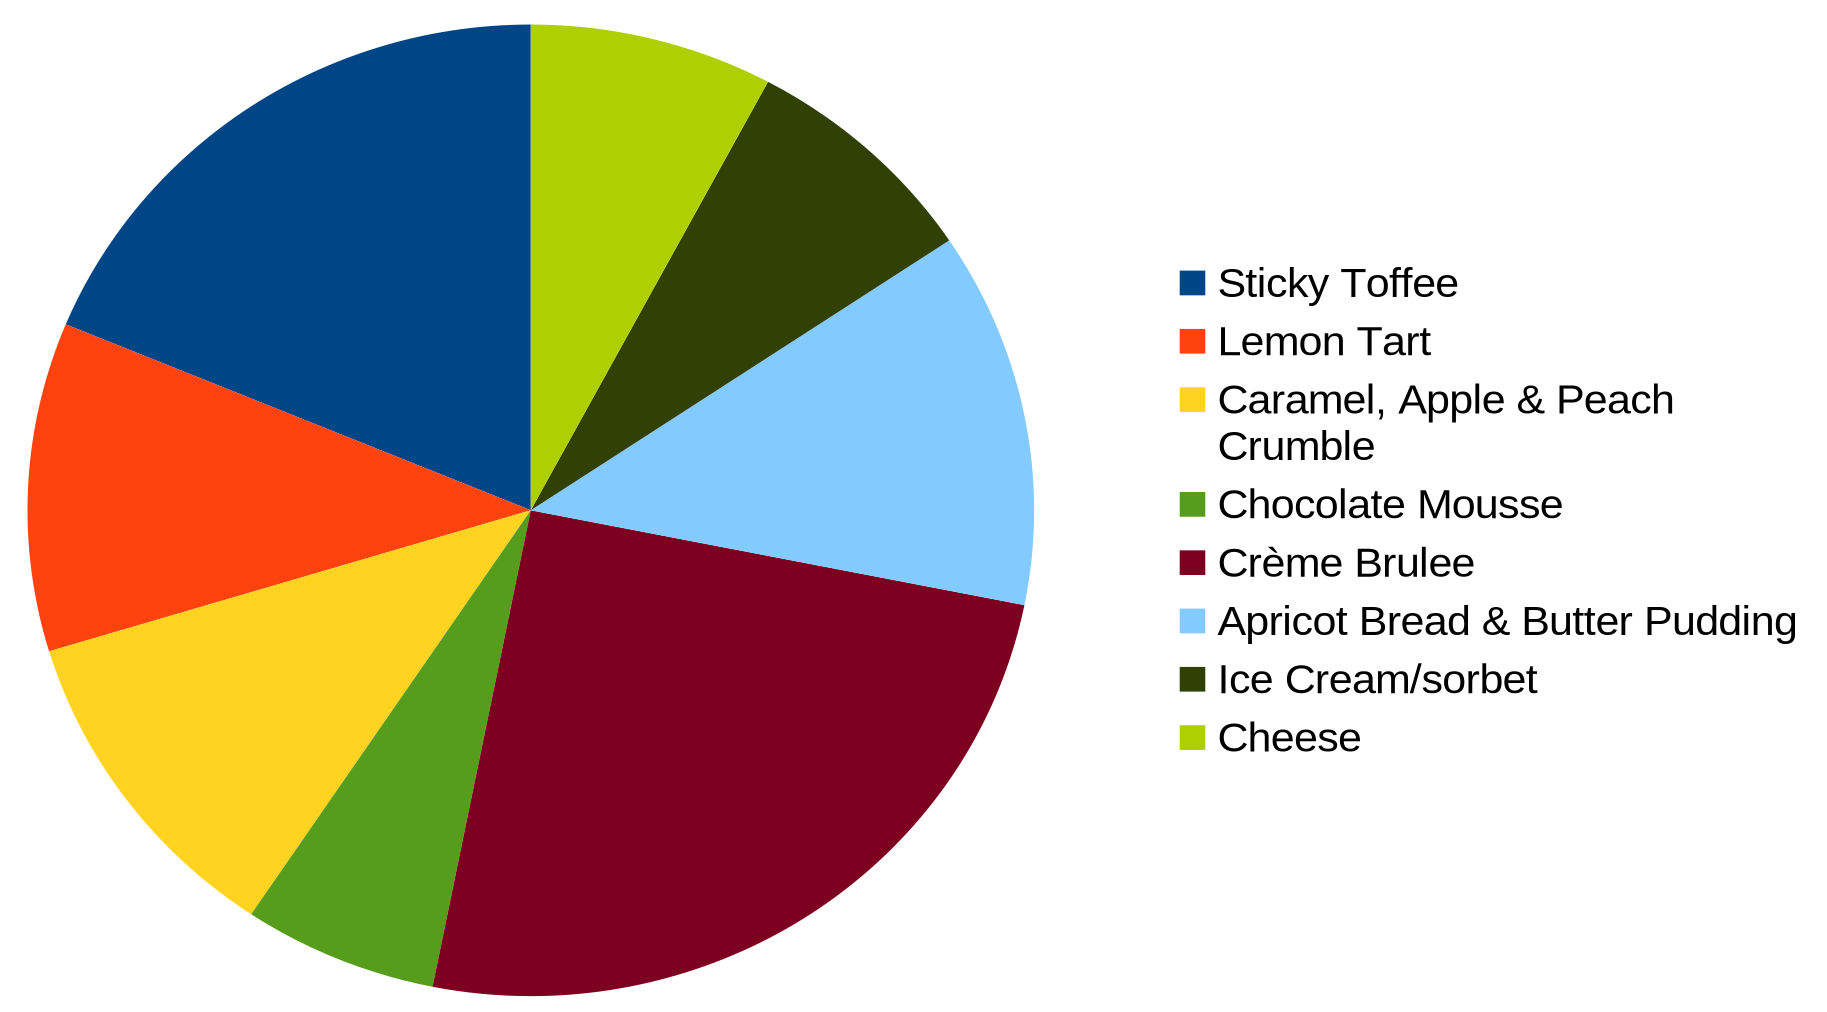 Sticky Toffee
Lemon Tart
Caramel, Apple & Peach
Crumble
Chocolate Mousse
Crème Brulee
Apricot Bread & Butter Pudding
Ice Cream/sorbet
Cheese